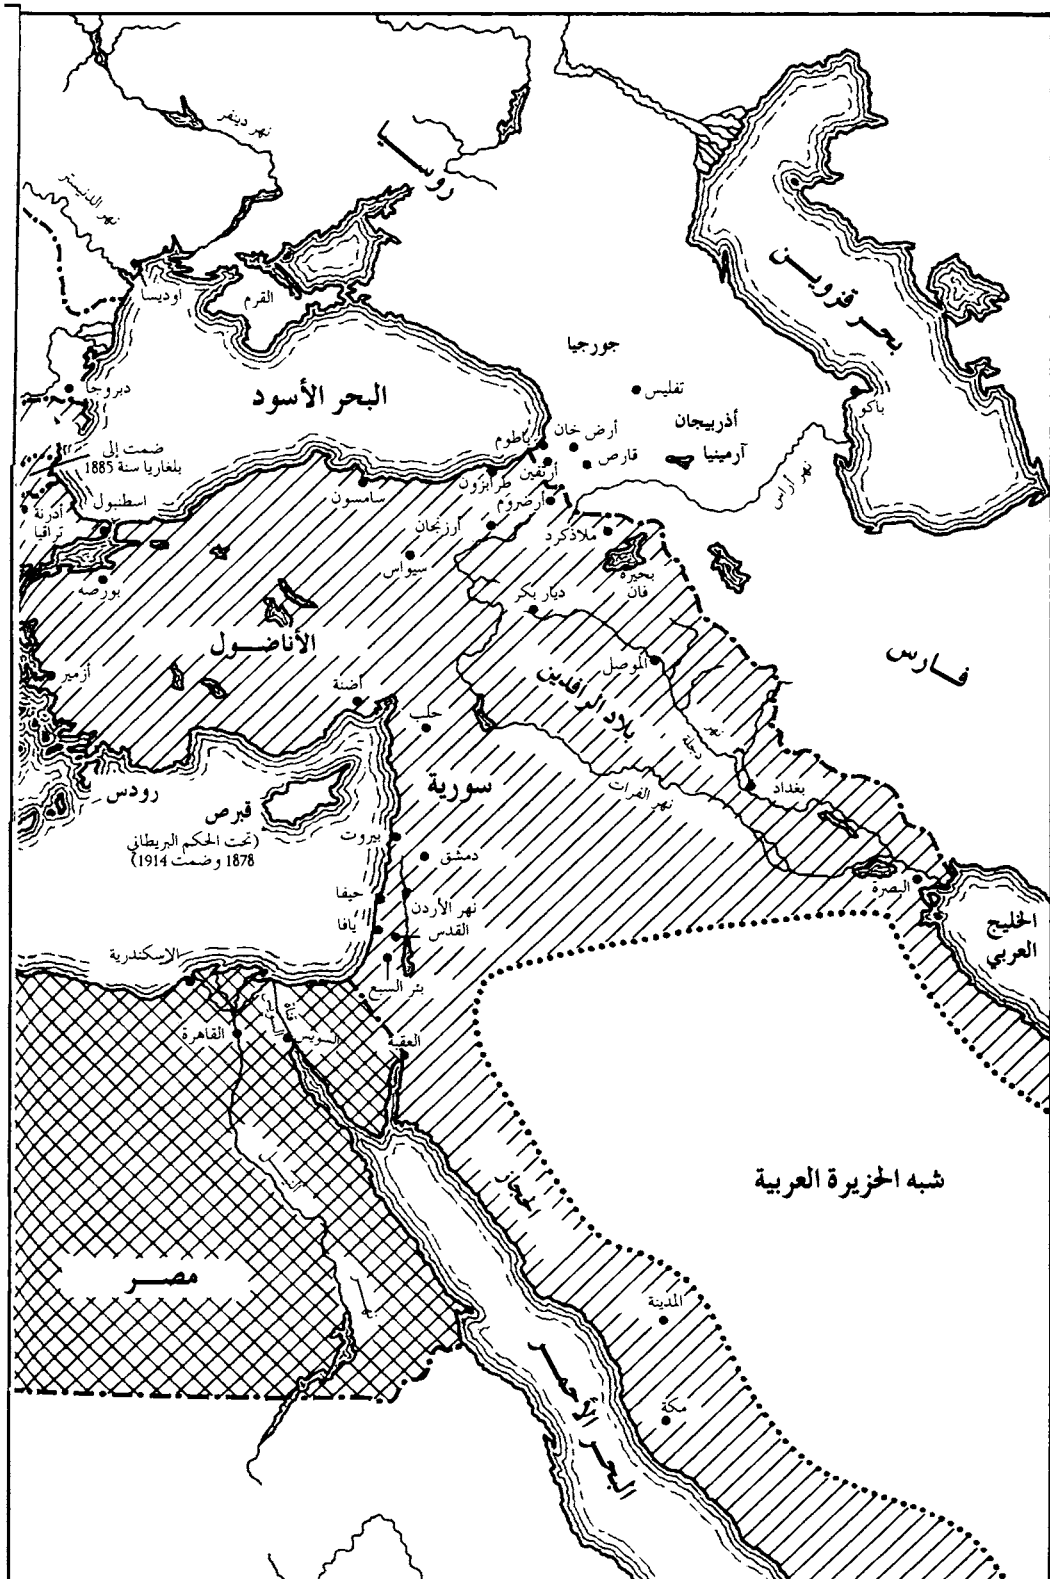 نهر دينفر
روسيا
نهر الدنيستر
بحر قزوين
اوديسا
القرم
جورجيا
دبروجا
البحر الأسود
تفليس
باكو
أذربيجان
أرض خان
باطوم
ضمت إلى
بلغاريا سنة 1885
آرمينيا
قارص
أرتفين
نهر اراس
طرابزون
سامسون
اسطنبول
أرضروم
أدرنة
تراقيا
أرزنجان
ملاذكرد
سيواس
بحيرة
فان
بورصه
ديار بكر
الأناضول
فارس
الموصل
أزمير
بلاد الرافدين
أضنة
حلب
نهر
دجلة
سورية
بغداد
رودس
نهر الفرات
قبرص
(تحت الحكم البريطاني
1878 وضمت 1914)
بيروت
دمشق
البصرة
حيفا
نهر الأردن
يافا
القدس
الخليج
العربي
الاسكندرية
بئر السبع
القاهرة
السويس
العقبة
حجاز
شبه الحزيرة العربية
مصر
المدينة
البحر الأحمر
مكة